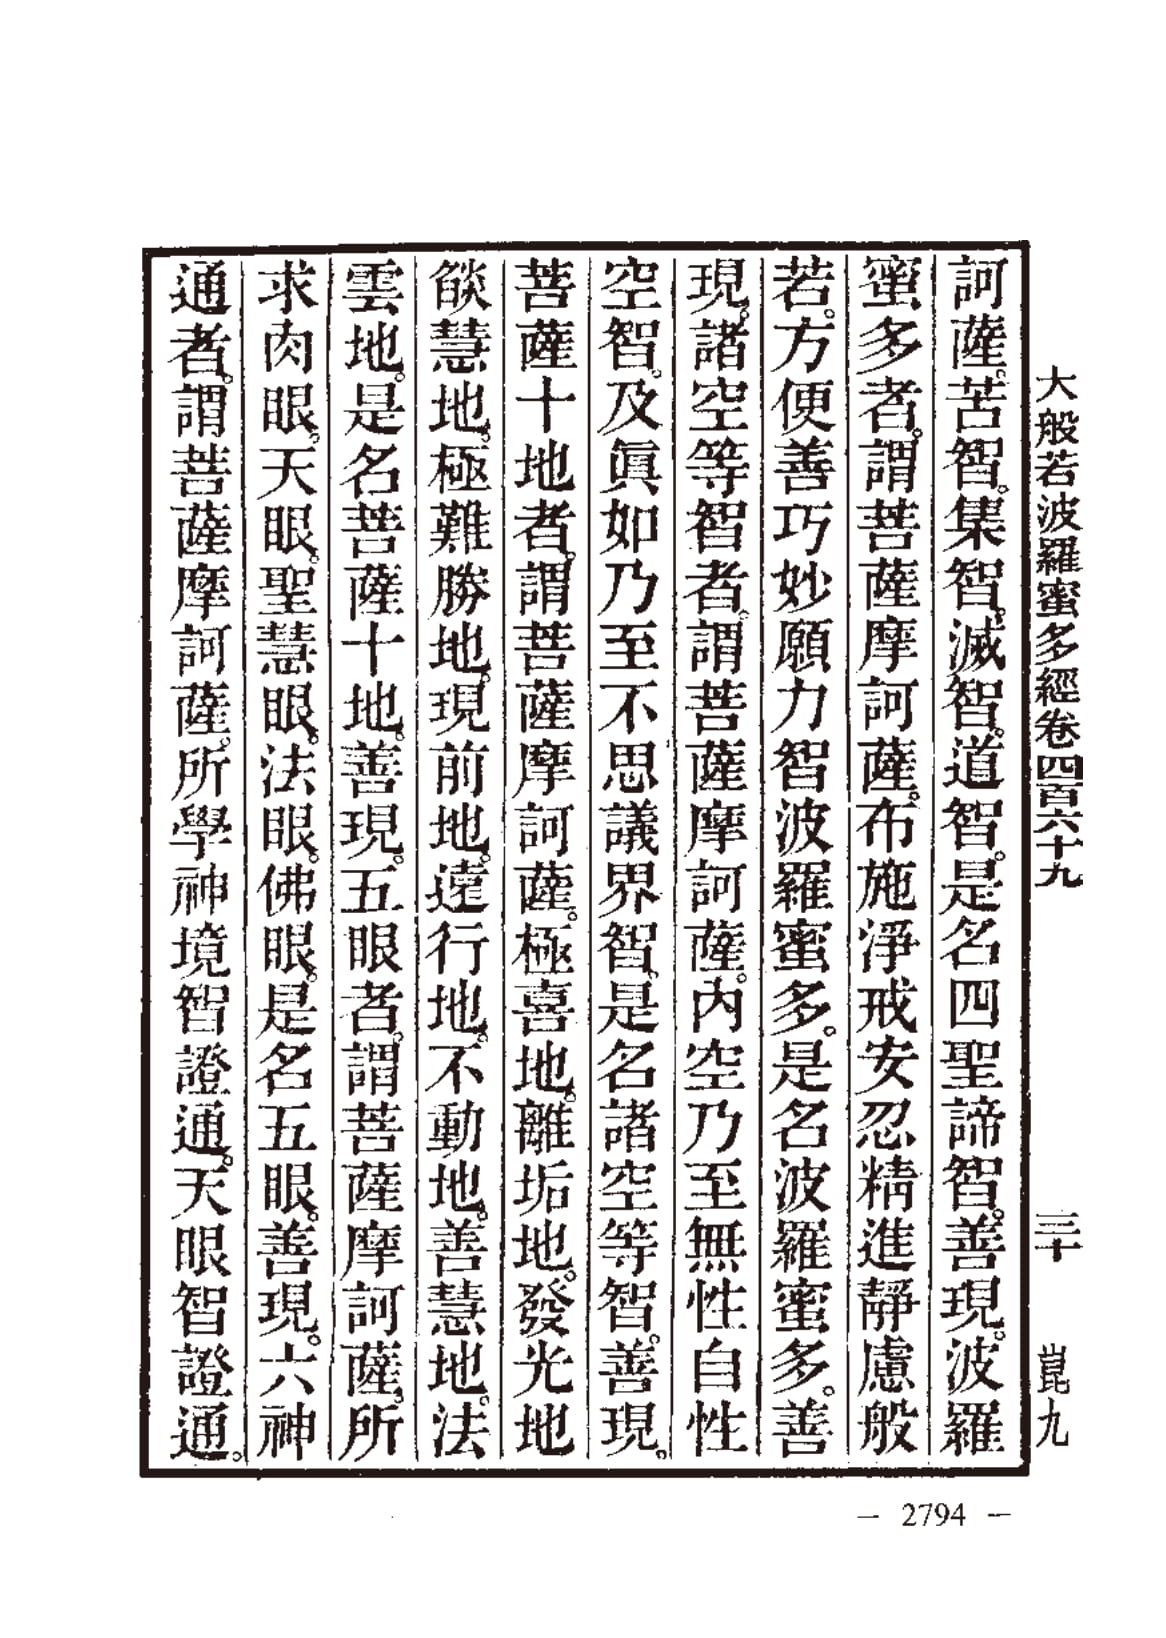 大般若波羅蜜多經卷四百六十九 三十 崑九
訶薩。苦智。集智。滅智。道智。是名四聖諦智。善現。波羅
蜜多者。謂菩薩摩訶薩。布施淨戒安忍精進靜慮般
若。方便善巧妙願力智波羅蜜多。是名波羅蜜多。善
現。諸空等智者。謂菩薩摩訶薩。內空乃至無性自性
空智。及眞如乃至不思議界智。是名諸空等智。善現。
菩薩十地者。謂菩薩摩訶薩。極喜地。離垢地。發光地
燄慧地。極難勝地。現前地。遠行地。不動地。善慧地。法
雲地。是名菩薩十地。善現。五眼者。謂菩薩摩訶薩。所
求肉眼。天眼。聖慧眼。法眼。佛眼。是名五眼。善現。六神
通者。謂菩薩摩訶薩。所學神境智證通。天眼智證通。
— 2794 —